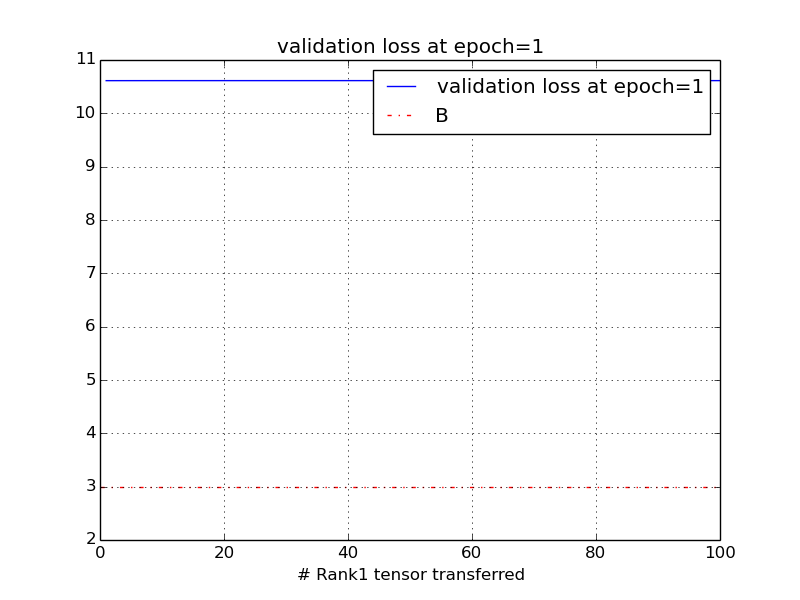 validation loss at epoch=1
validation loss at epoch=1
B
11
10
9
8
7
6
5
4
3
2
0 20 40 60 80 100
# Rank1 tensor transferred